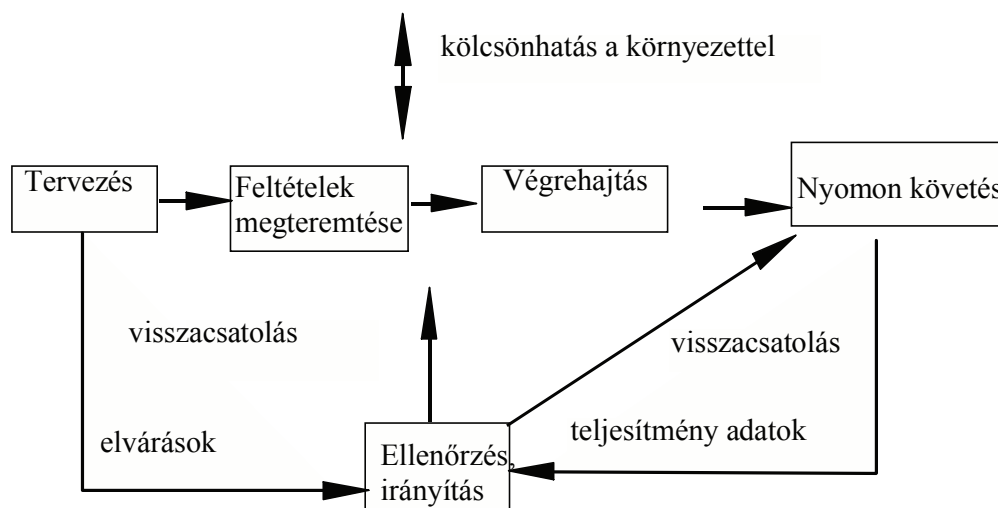 kölcsönhatás a környezettel
Tervezés
Feltételek
megteremtése
Végrehajtás
Nyomon követés
visszacsatolás
visszacsatolás
elvárások
teljesítmény adatok
Ellenőrzés,
irányítás